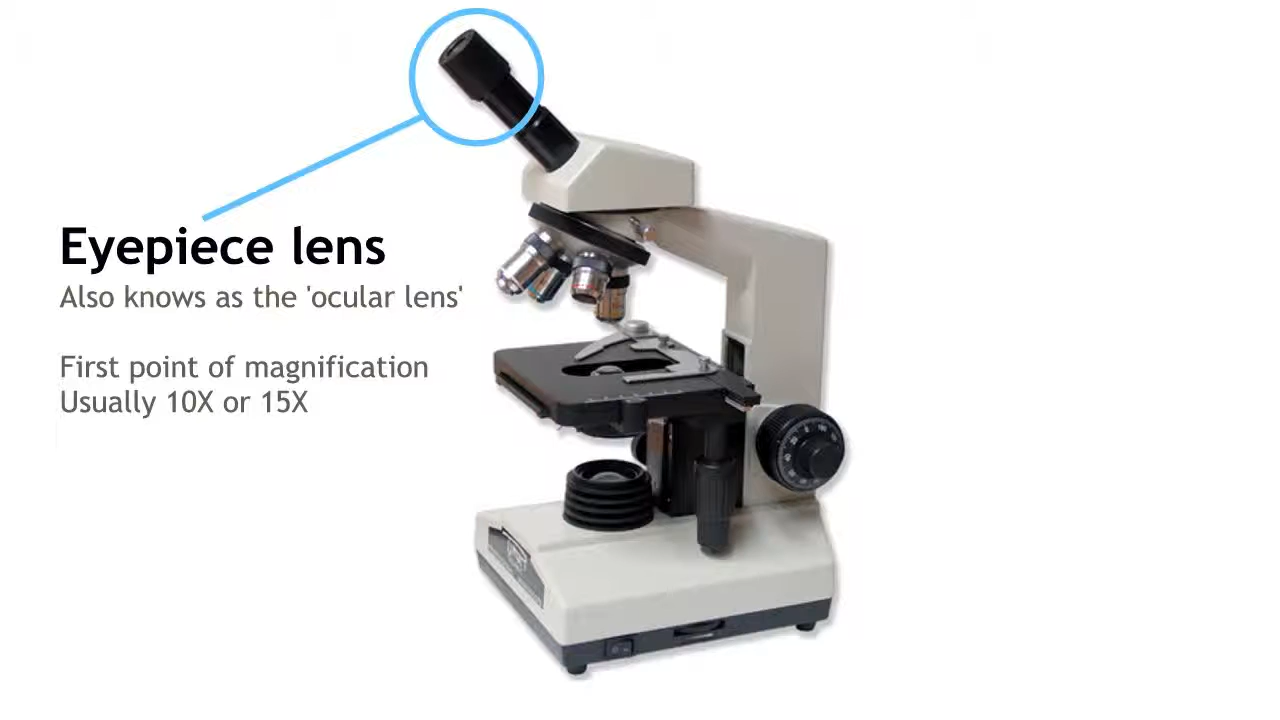 Eyepiece lens
Also knows as the 'ocular lens'
First point of magnification
Usually 10X or 15X